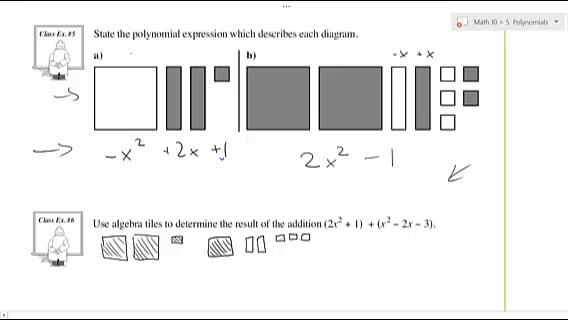 Math 10 > 5. Polynomials
Class Ex. #5
State the polynomial expression which describes each diagram.
a)
b)
-x +x
-x² +2x +1
2x² -1
Class Ex. #6
Use algebra tiles to determine the result of the addition (2x² + 1) + (x² − 2x − 3).